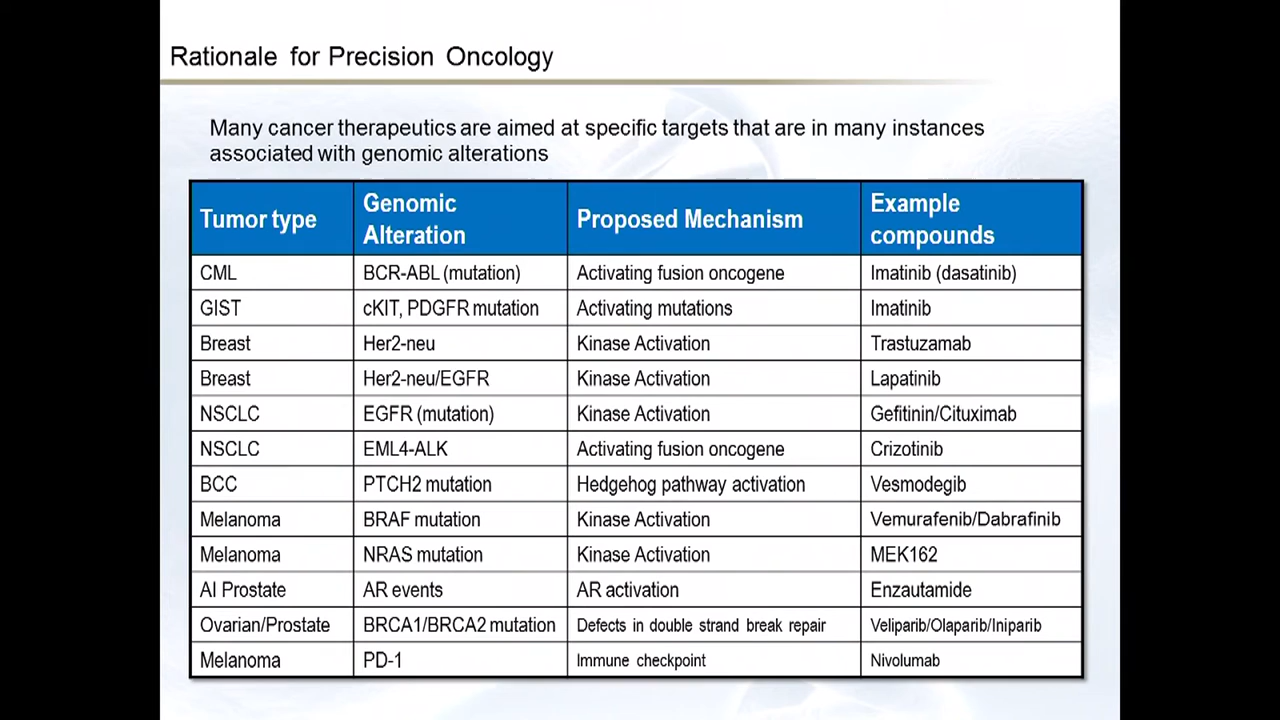 Rationale for Precision Oncology
Many cancer therapeutics are aimed at specific targets that are in many instances
associated with genomic alterations
Tumor type Genomic Alteration Proposed Mechanism Example compounds
CML BCR-ABL (mutation) Activating fusion oncogene Imatinib (dasatinib)
GIST cKIT, PDGFR mutation Activating mutations Imatinib
Breast Her2-neu Kinase Activation Trastuzamab
Breast Her2-neu/EGFR Kinase Activation Lapatinib
NSCLC EGFR (mutation) Kinase Activation Gefitinin/Cituximab
NSCLC EML4-ALK Activating fusion oncogene Crizotinib
BCC PTCH2 mutation Hedgehog pathway activation Vesmodegib
Melanoma BRAF mutation Kinase Activation Vemurafenib/Dabrafinib
Melanoma NRAS mutation Kinase Activation MEK162
AI Prostate AR events AR activation Enzautamide
Ovarian/Prostate BRCA1/BRCA2 mutation Defects in double strand break repair Veliparib/Olaparib/Iniparib
Melanoma PD-1 Immune checkpoint Nivolumab